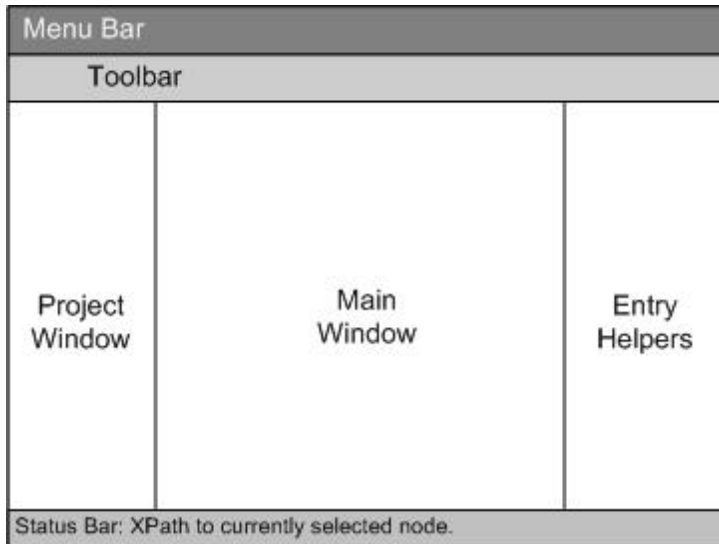 Menu Bar
Toolbar
Project
Window
Main
Window
Entry
Helpers
Status Bar: XPath to currently selected node.